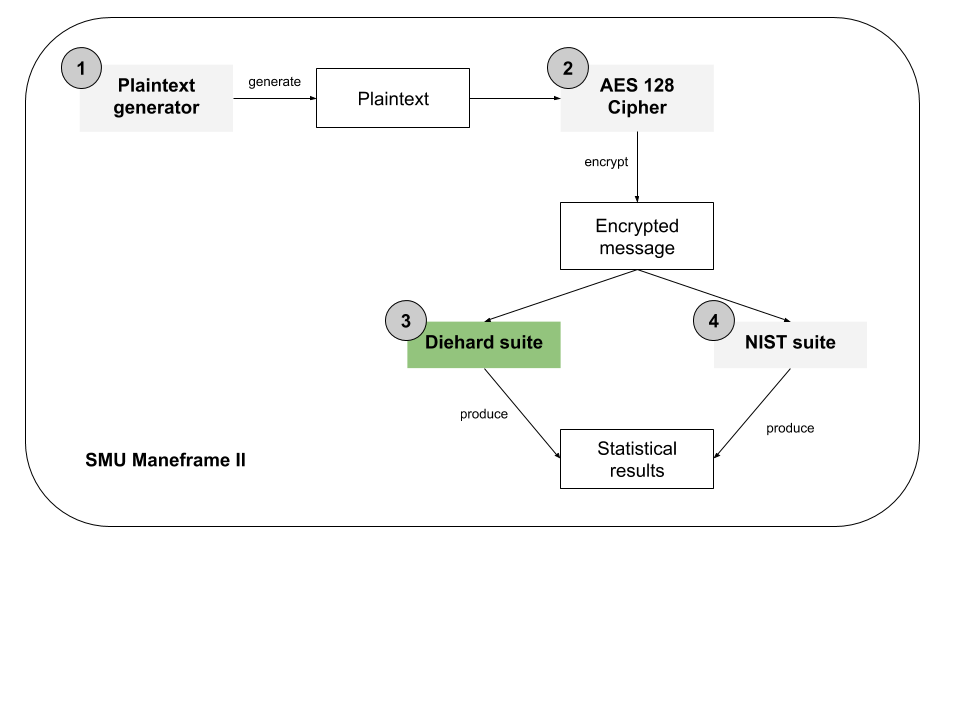 1
Plaintext
generator
generate
Plaintext
2
AES 128
Cipher
encrypt
Encrypted
message
3
Diehard suite
4
NIST suite
produce
produce
Statistical
results
SMU Maneframe II